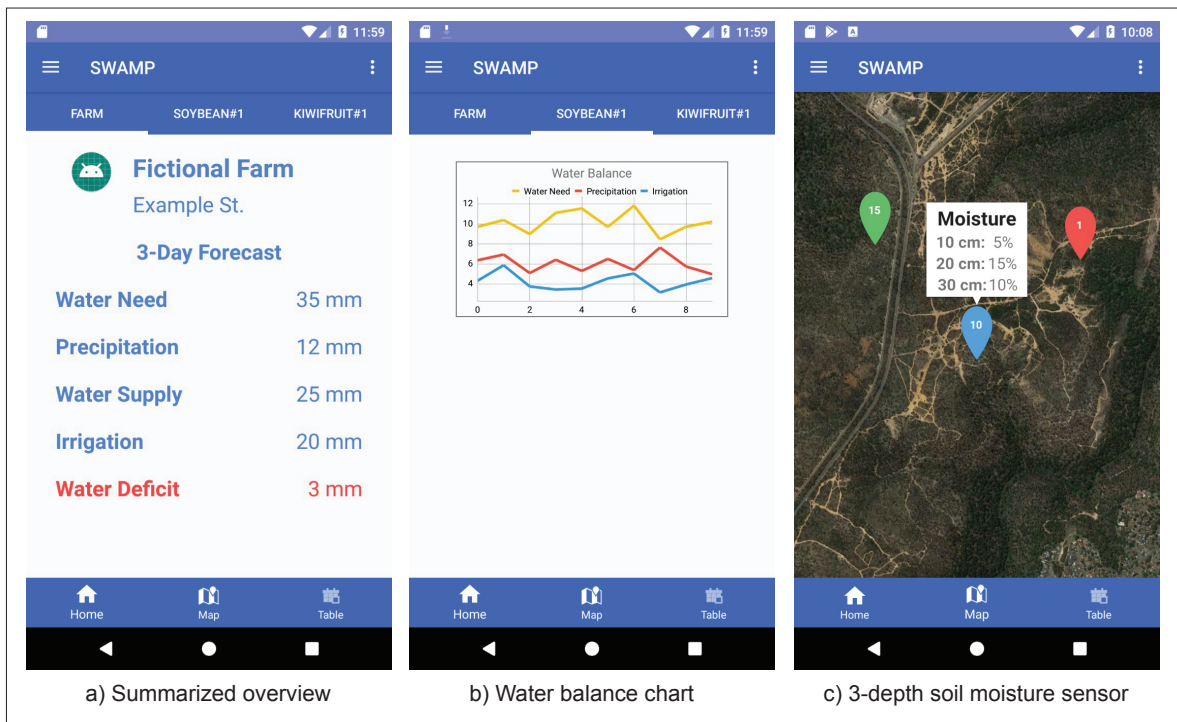 11:59
SWAMP
FARM SOYBEAN#1 KIWIFRUIT#1
Fictional Farm
Example St.
3-Day Forecast
Water Need 35 mm
Precipitation 12 mm
Water Supply 25 mm
Irrigation 20 mm
Water Deficit 3 mm
Home Map Table
a) Summarized overview
11:59
SWAMP
FARM SOYBEAN#1 KIWIFRUIT#1
Water Balance
Water Need Precipitation Irrigation
12
10
8
6
4
0 2 4 6 8
Home Map Table
b) Water balance chart
A 10:08
SWAMP
15
1
Moisture
10 cm: 5%
20 cm: 15%
30 cm: 10%
10
Home Map Table
c) 3-depth soil moisture sensor